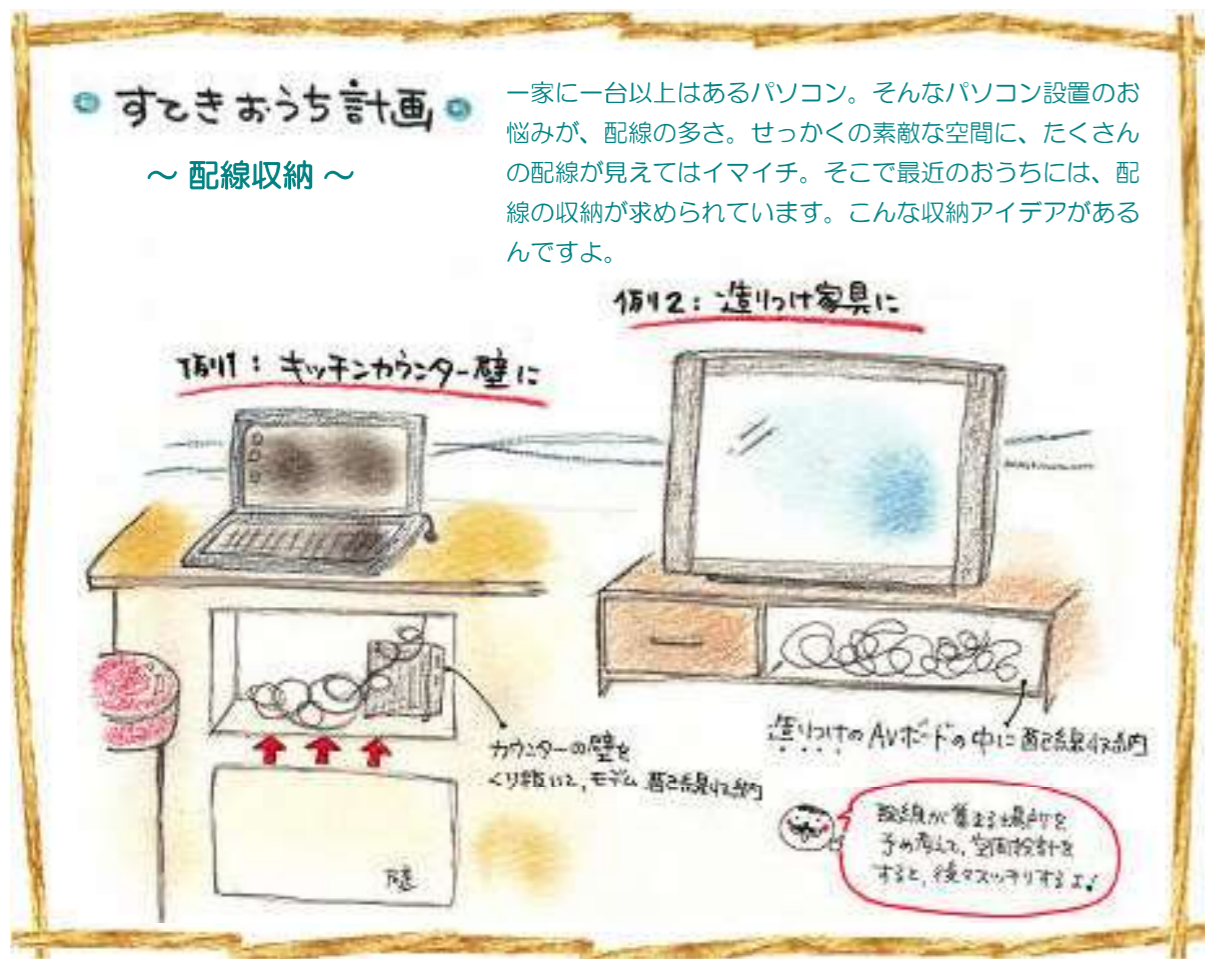 すてきおうち計画
～ 配線収納 ～
一家に一台以上はあるパソコン。そんなパソコン設置のお
悩みが、配線の多さ。せっかくの素敵な空間に、たくさん
の配線が見えてはイマイチ。そこで最近のおうちには、配
線の収納が求められています。こんな収納アイデアがある
んですよ。
例1：キッチンカウンター壁に
例2：造りつけ家具に
カウンターの壁を
くり抜いて、モデム 配線収納
壁
造りつけのAVボードの中に配線収納
配線が集まる場所を
予め考えて、空間設計を
すると、後々スッキリするよ！